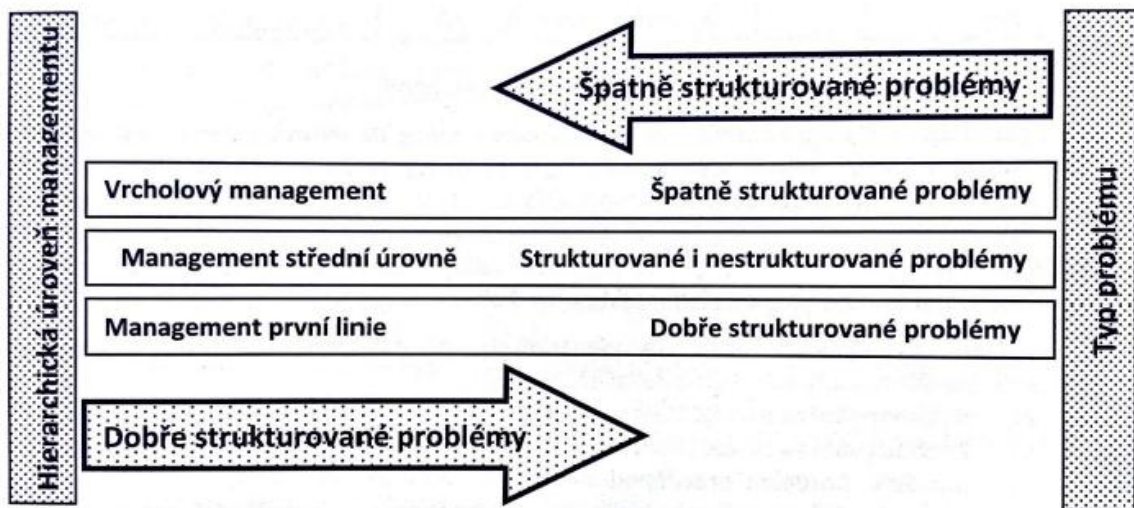 Hierarchická úroveň managementu
Špatně strukturované problémy
Vrcholový management Špatně strukturované problémy
Management střední úrovně Strukturované i nestrukturované problémy
Management první linie Dobře strukturované problémy
Dobře strukturované problémy
Typ problému